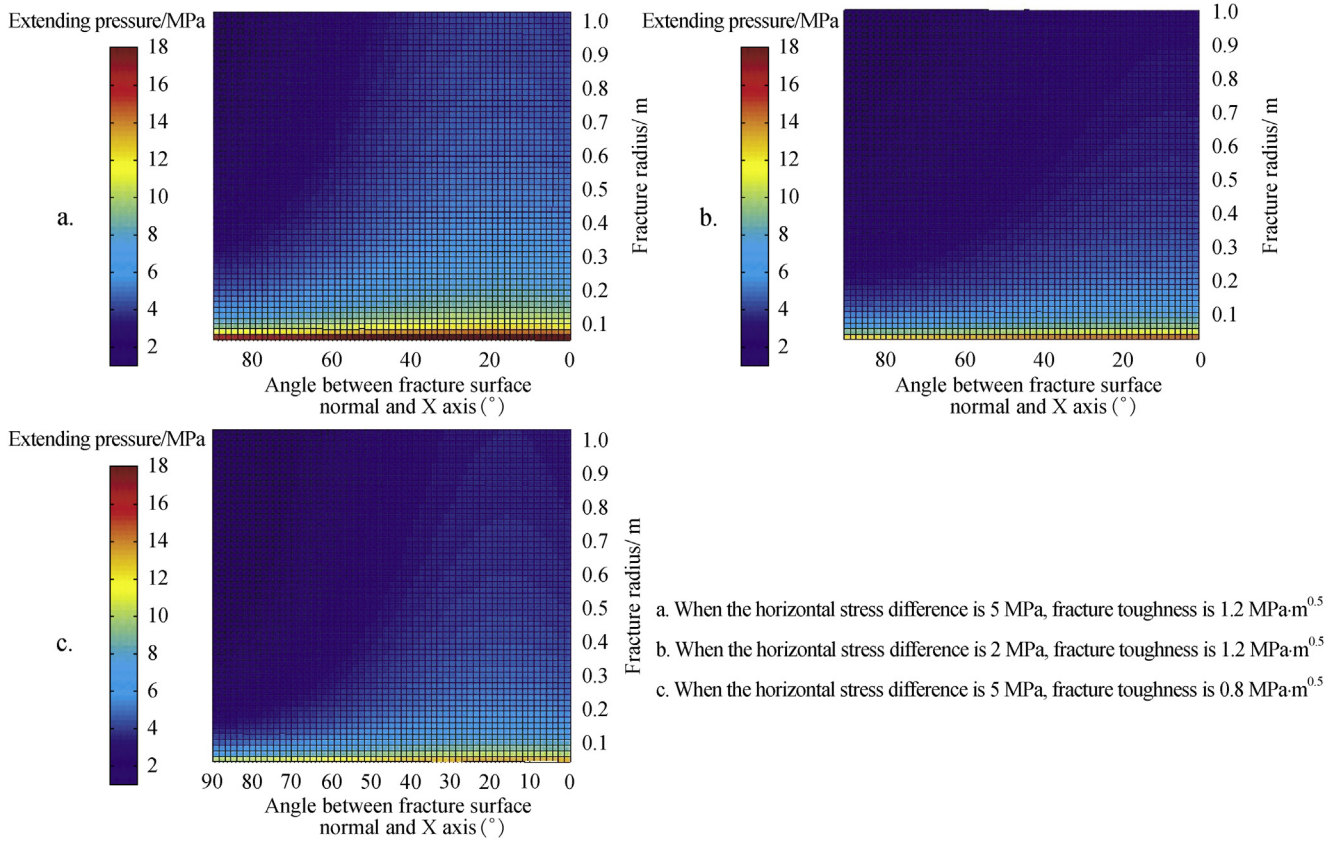 Extending pressure/MPa
18
16
14
12
10
8
6
4
2
a.
1.0
0.9
0.8
0.7
0.6
0.5
0.4
0.3
0.2
0.1
Fracture radius/ m
80 60 40 20 0
Angle between fracture surface
normal and X axis (°)
Extending pressure/MPa
18
16
14
12
10
8
6
4
2
b.
1.0
0.9
0.8
0.7
0.6
0.5
0.4
0.3
0.2
0.1
Fracture radius/ m
80 60 40 20 0
Angle between fracture surface
normal and X axis (°)
Extending pressure/MPa
18
16
14
12
10
8
6
4
2
c.
1.0
0.9
0.8
0.7
0.6
0.5
0.4
0.3
0.2
0.1
Fracture radius/ m
90 80 70 60 50 40 30 20 10 0
Angle between fracture surface
normal and X axis (°)
a. When the horizontal stress difference is 5 MPa, fracture toughness is 1.2 MPa·m^0.5
b. When the horizontal stress difference is 2 MPa, fracture toughness is 1.2 MPa·m^0.5
c. When the horizontal stress difference is 5 MPa, fracture toughness is 0.8 MPa·m^0.5